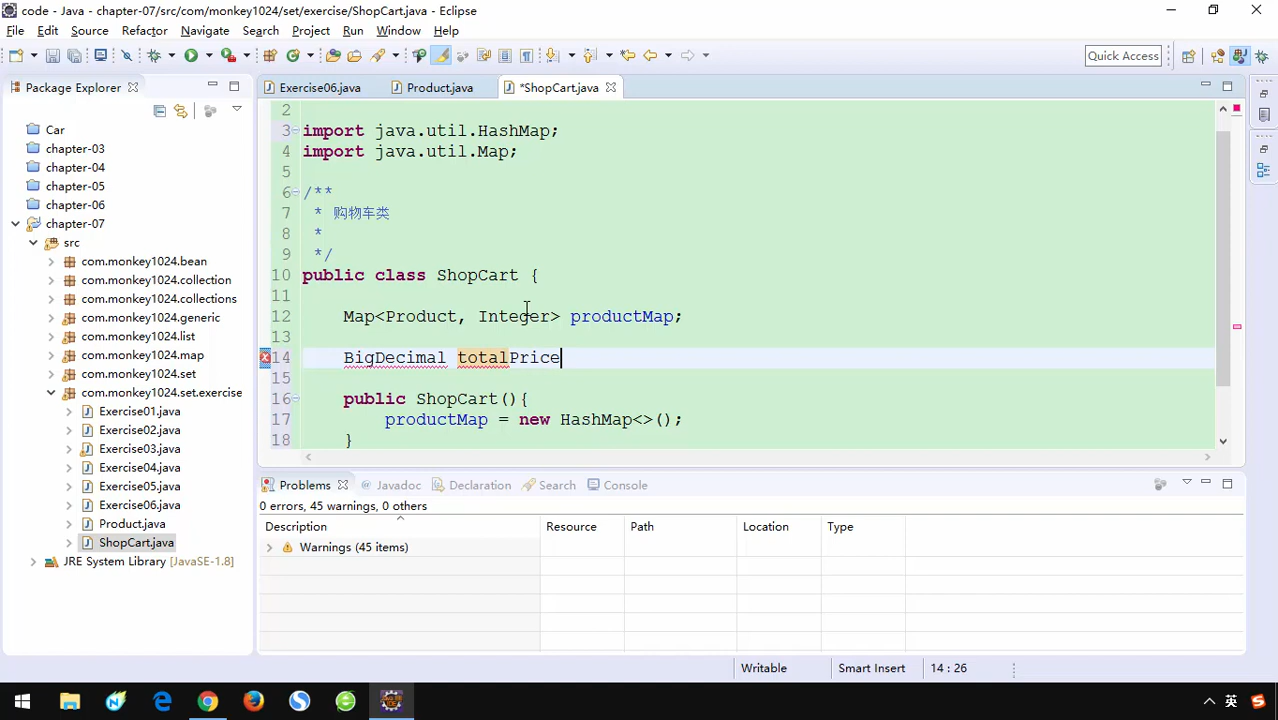 code - Java - chapter-07/src/com/monkey1024/set/exercise/ShopCart.java - Eclipse
File Edit Source Refactor Navigate Search Project Run Window Help
Quick Access
Package Explorer
Exercise06.java Product.java *ShopCart.java
Car
chapter-03
chapter-04
chapter-05
chapter-06
chapter-07
src
com.monkey1024.bean
com.monkey1024.collection
com.monkey1024.collections
com.monkey1024.generic
com.monkey1024.list
com.monkey1024.map
com.monkey1024.set
com.monkey1024.set.exercise
Exercise01.java
Exercise02.java
Exercise03.java
Exercise04.java
Exercise05.java
Exercise06.java
Product.java
ShopCart.java
JRE System Library [JavaSE-1.8]
2
3 import java.util.HashMap;
4 import java.util.Map;
5
6 /**
7 * 购物车类
8 *
9 */
10 public class ShopCart {
11
12 Map<Product, Integer> productMap;
13
14 BigDecimal totalPrice
15
16 public ShopCart(){
17 productMap = new HashMap<>();
18 }
Problems Javadoc Declaration Search Console
0 errors, 45 warnings, 0 others
Description Resource Path Location Type
Warnings (45 items)
Writable Smart Insert 14 : 26
英